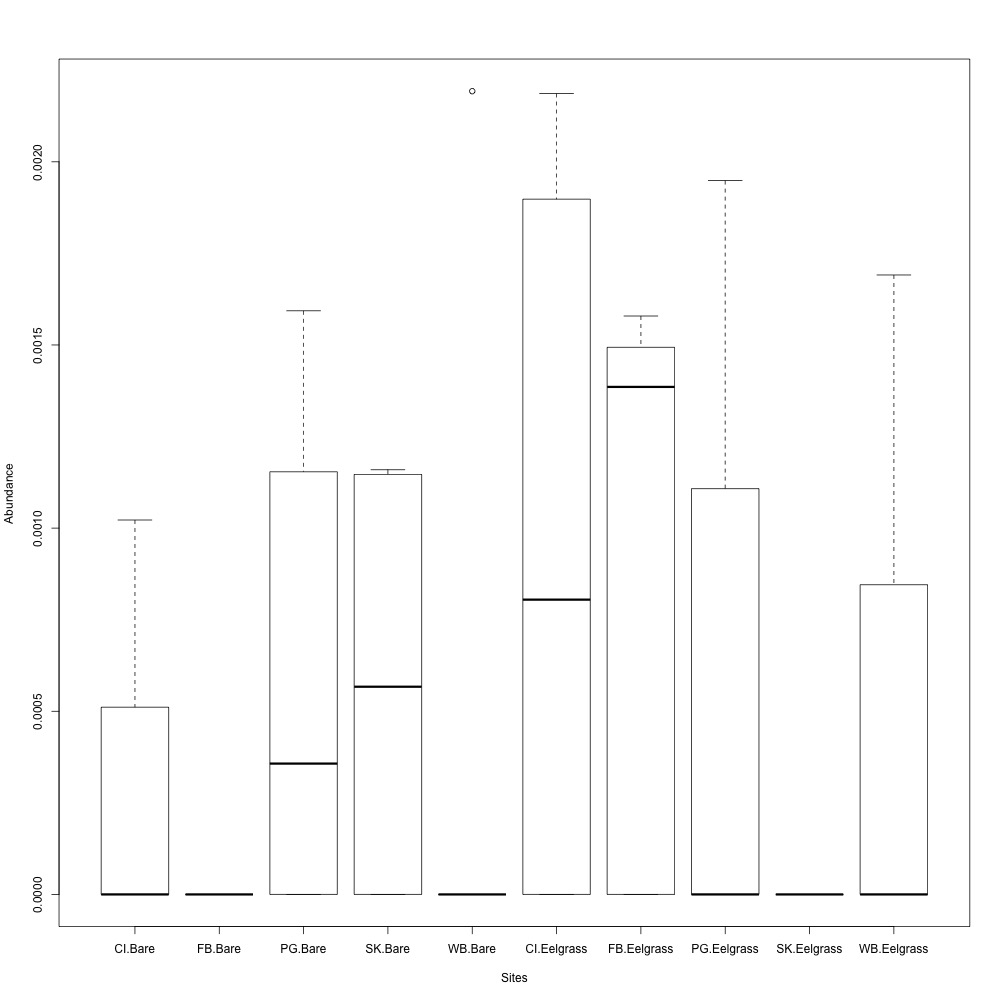 Abundance
0.0020
0.0015
0.0010
0.0005
0.0000
CI.Bare FB.Bare PG.Bare SK.Bare WB.Bare CI.Eelgrass FB.Eelgrass PG.Eelgrass SK.Eelgrass WB.Eelgrass
Sites